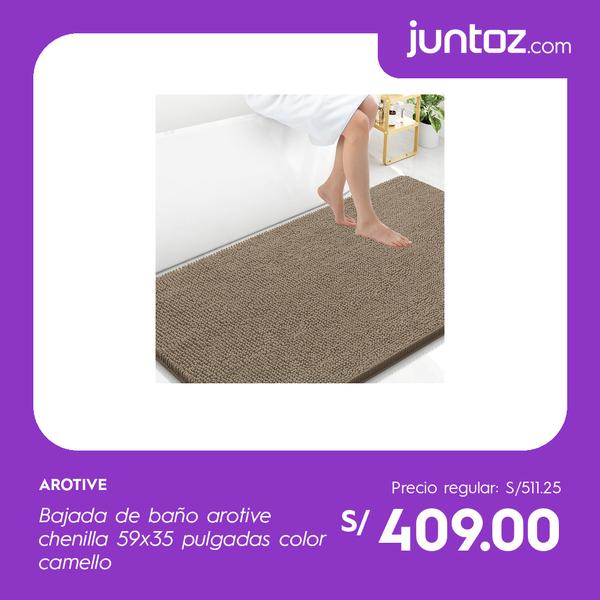 juntoz.com
AROTIVE
Bajada de baño arotive
chenilla 59x35 pulgadas color
camello
Precio regular: S/511.25
S/ 409.00